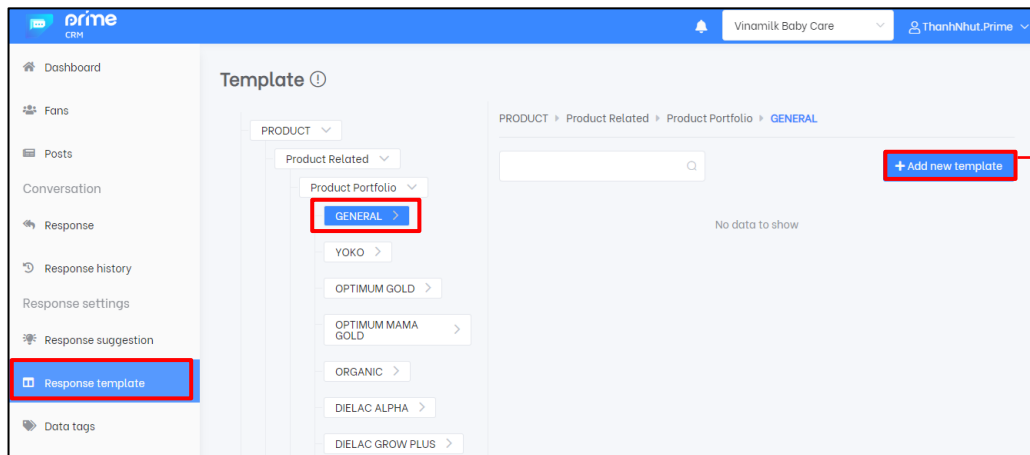 prime
CRM
Vinamilk Baby Care
ThanhNhut.Prime
Dashboard
Fans
Posts
Conversation
Response
Response history
Response settings
Response suggestion
Response template
Data tags
Template
PRODUCT
Product Related
Product Portfolio
GENERAL
YOKO
OPTIMUM GOLD
OPTIMUM MAMA
GOLD
ORGANIC
DIELAC ALPHA
DIELAC GROW PLUS
PRODUCT Product Related Product Portfolio GENERAL
+ Add new template
No data to show